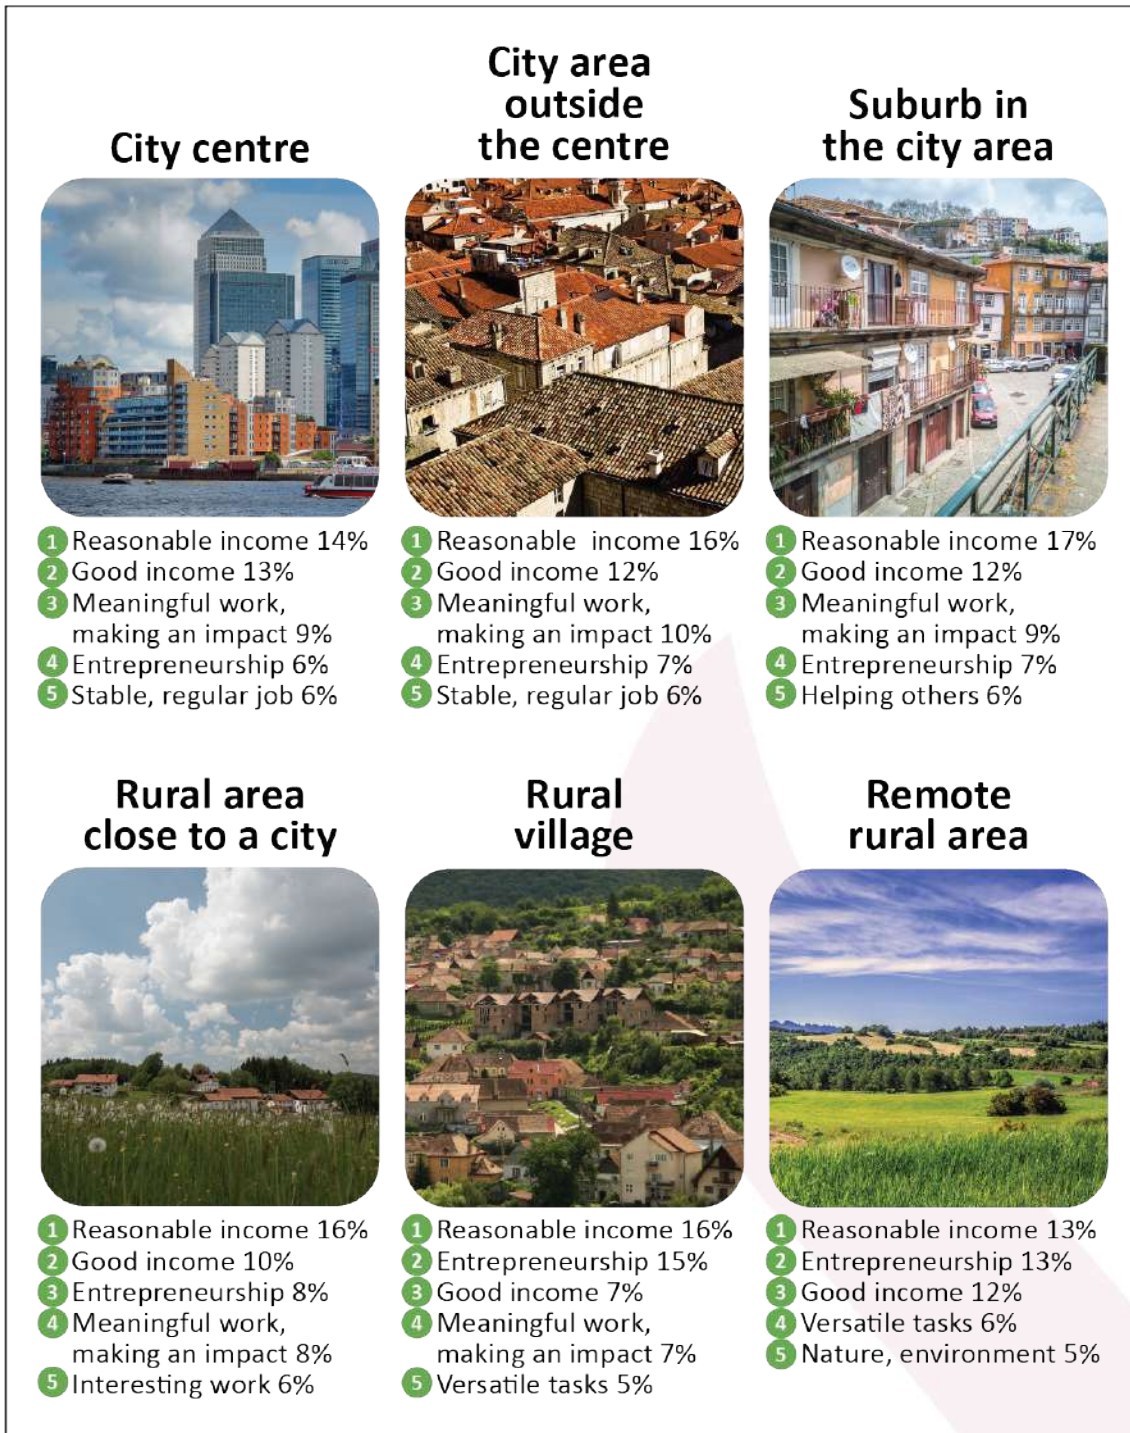 City centre
1 Reasonable income 14%
2 Good income 13%
3 Meaningful work,
making an impact 9%
4 Entrepreneurship 6%
5 Stable, regular job 6%
City area
outside
the centre
1 Reasonable income 16%
2 Good income 12%
3 Meaningful work,
making an impact 10%
4 Entrepreneurship 7%
5 Stable, regular job 6%
Suburb in
the city area
1 Reasonable income 17%
2 Good income 12%
3 Meaningful work,
making an impact 9%
4 Entrepreneurship 7%
5 Helping others 6%
Rural area
close to a city
1 Reasonable income 16%
2 Good income 10%
3 Entrepreneurship 8%
4 Meaningful work,
making an impact 8%
5 Interesting work 6%
Rural
village
1 Reasonable income 16%
2 Entrepreneurship 15%
3 Good income 7%
4 Meaningful work,
making an impact 7%
5 Versatile tasks 5%
Remote
rural area
1 Reasonable income 13%
2 Entrepreneurship 13%
3 Good income 12%
4 Versatile tasks 6%
5 Nature, environment 5%